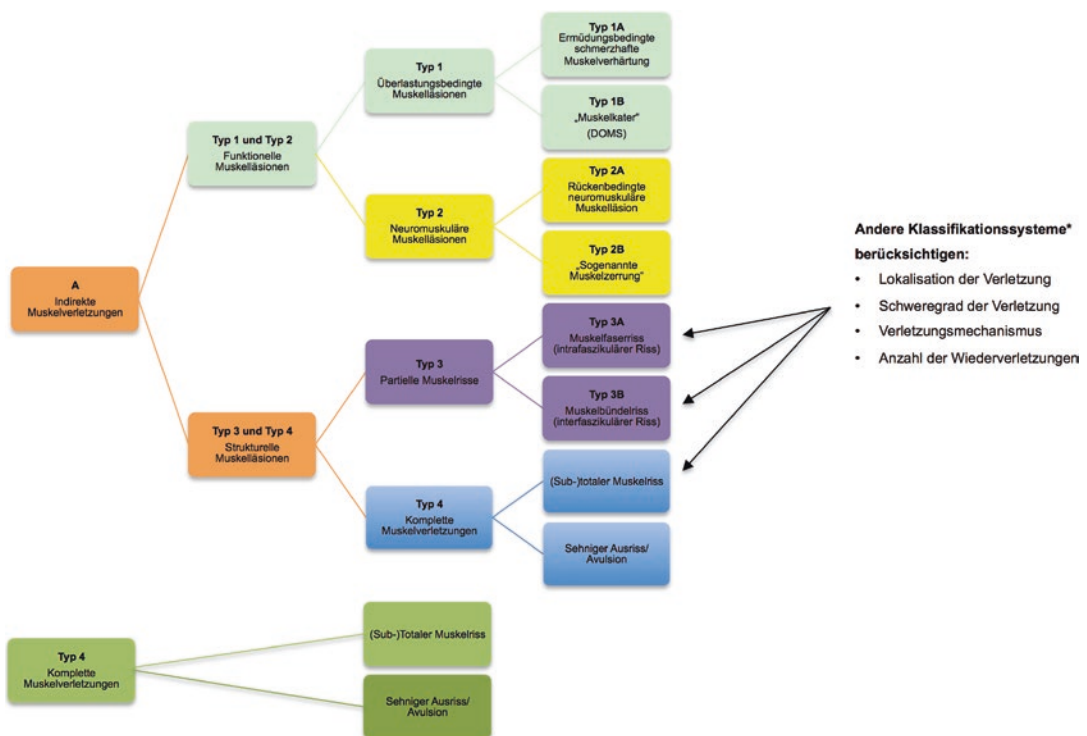 Typ 1A
Ermüdungsbedingte
schmerzhafte
Muskelverhärtung
Typ 1
Überlastungsbedingte
Muskelläsionen
Typ 1B
„Muskelkater"
(DOMS)
Typ 1 und Typ 2
Funktionelle
Muskelläsionen
Typ 2A
Rückenbedingte
neuromuskuläre
Muskelläsion
Typ 2
Neuromuskuläre
Muskelläsionen
Typ 2B
„Sogenannte
Muskelzerrung"
A
Indirekte
Muskelverletzungen
Typ 3A
Muskelfaserriss
(intrafaszikulärer Riss)
Typ 3
Partielle Muskelrisse
Typ 3B
Muskelbündelriss
(interfaszikulärer Riss)
Typ 3 und Typ 4
Strukturelle
Muskelläsionen
(Sub-)totaler Muskelriss
Typ 4
Komplette
Muskelverletzungen
Sehniger Ausriss/
Avulsion
Andere Klassifikationssysteme*
berücksichtigen:
• Lokalisation der Verletzung
• Schweregrad der Verletzung
• Verletzungsmechanismus
• Anzahl der Wiederverletzungen
(Sub-)Totaler Muskelriss
Typ 4
Komplette
Muskelverletzungen
Sehniger Ausriss/
Avulsion